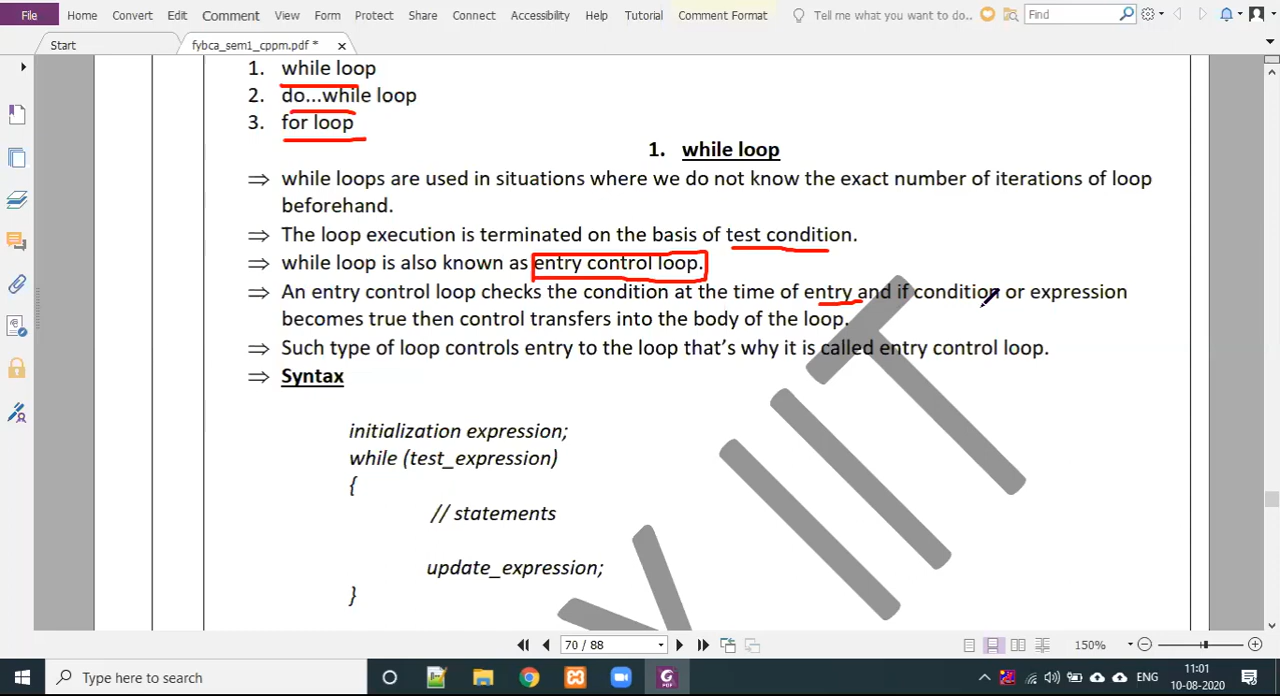 File Home Convert Edit Comment View Form Protect Share Connect Accessibility Help Tutorial Comment Format Tell me what you want to do.. Find
Start fybca_sem1_cppm.pdf *
1. while loop
2. do...while loop
3. for loop
1. while loop
⇒ while loops are used in situations where we do not know the exact number of iterations of loop
beforehand.
⇒ The loop execution is terminated on the basis of test condition.
⇒ while loop is also known as entry control loop.
⇒ An entry control loop checks the condition at the time of entry and if condition or expression
becomes true then control transfers into the body of the loop.
⇒ Such type of loop controls entry to the loop that's why it is called entry control loop.
⇒ Syntax
initialization expression;
while (test_expression)
{
// statements
update_expression;
}
70 / 88 150%
Type here to search ENG 11:01
10-08-2020